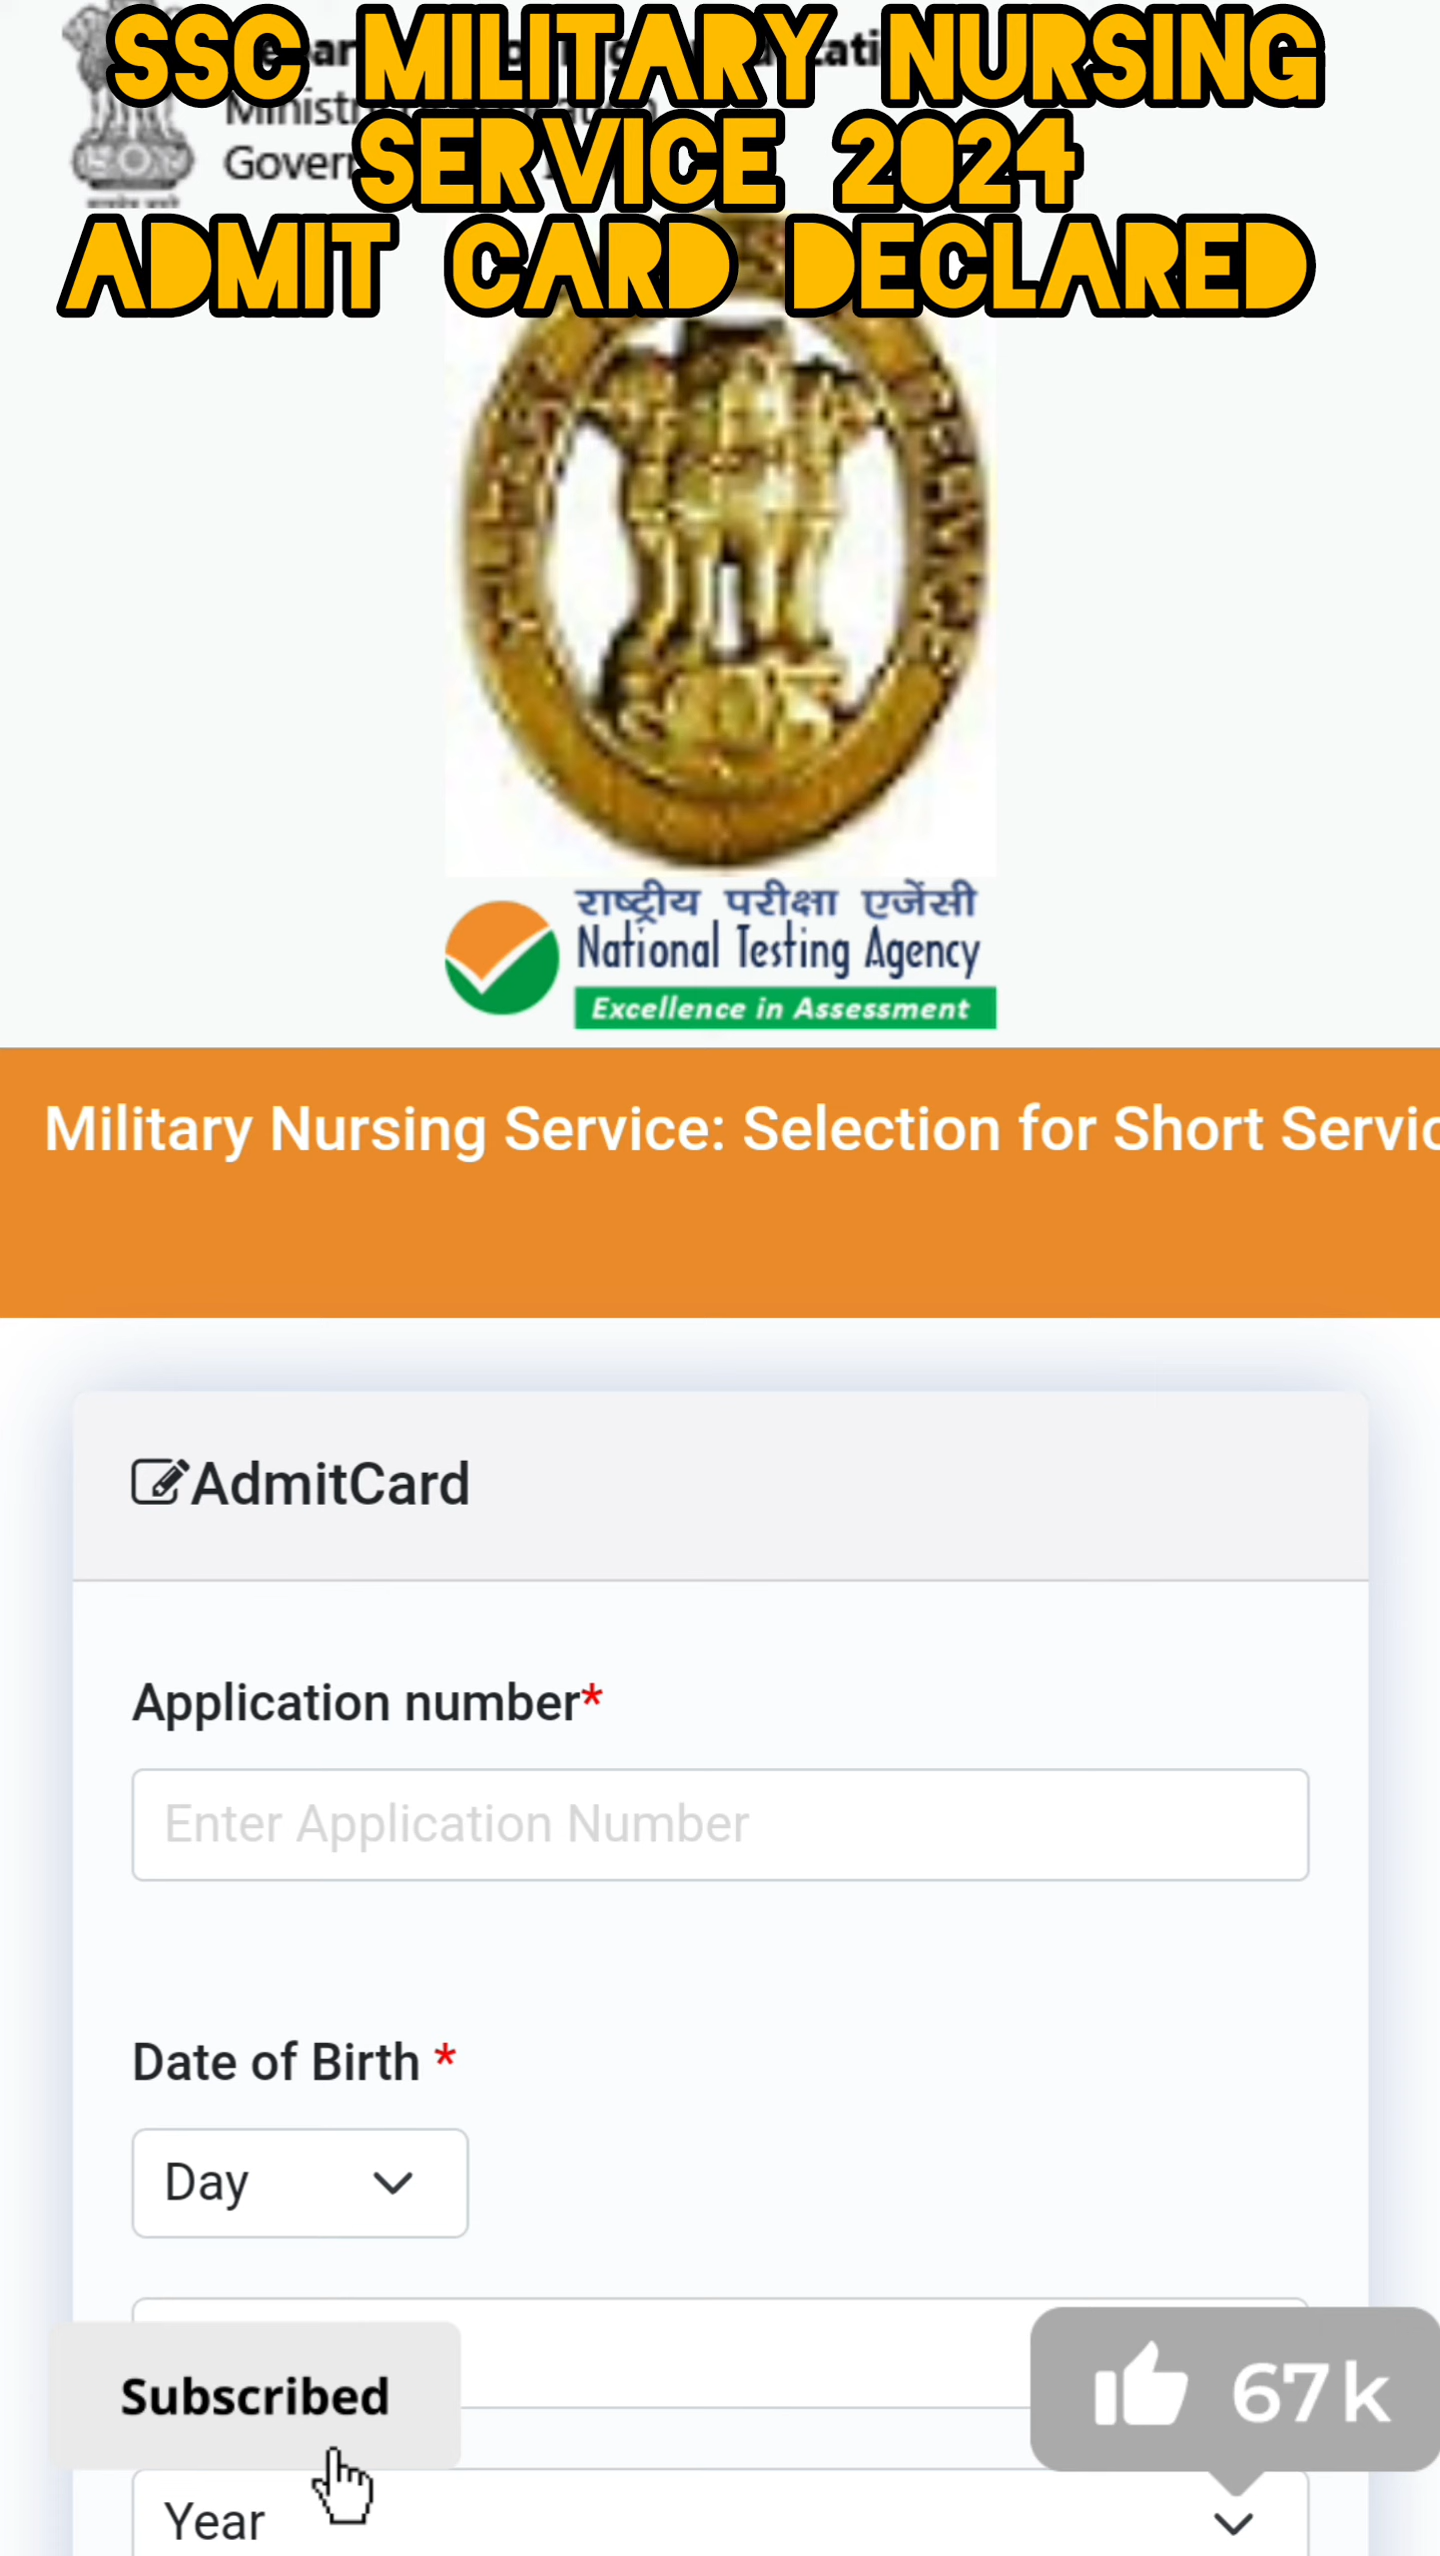 SSC MILITARY NURSING
SERVICE 2024
ADMIT CARD DECLARED
राष्ट्रीय परीक्षा एजेंसी
National Testing Agency
Excellence in Assessment
Military Nursing Service: Selection for Short Servic
AdmitCard
Application number*
Enter Application Number
Date of Birth *
Day
Subscribed
67k
Year